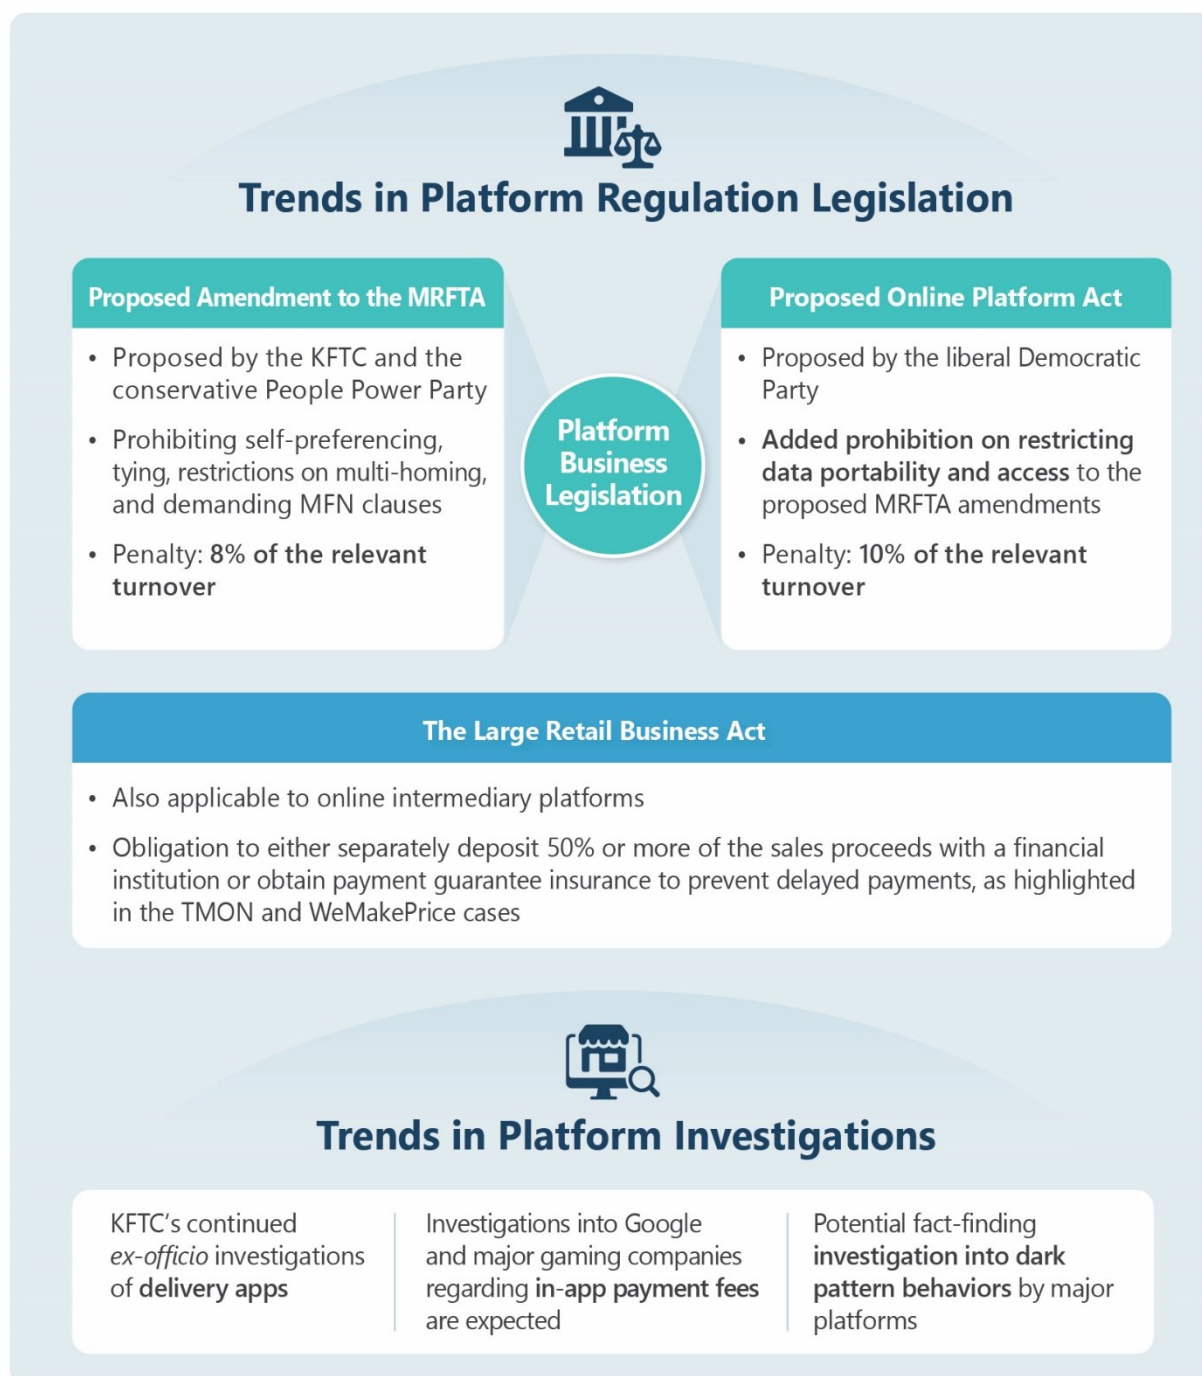 Trends in Platform Regulation Legislation
Proposed Amendment to the MRFTA
• Proposed by the KFTC and the
conservative People Power Party
• Prohibiting self-preferencing,
tying, restrictions on multi-homing,
and demanding MFN clauses
• Penalty: 8% of the relevant
turnover
Platform
Business
Legislation
Proposed Online Platform Act
• Proposed by the liberal Democratic
Party
• Added prohibition on restricting
data portability and access to the
proposed MRFTA amendments
• Penalty: 10% of the relevant
turnover
The Large Retail Business Act
• Also applicable to online intermediary platforms
• Obligation to either separately deposit 50% or more of the sales proceeds with a financial
institution or obtain payment guarantee insurance to prevent delayed payments, as highlighted
in the TMON and WeMakePrice cases
Trends in Platform Investigations
KFTC's continued
ex-officio investigations
of delivery apps
Investigations into Google
and major gaming companies
regarding in-app payment fees
are expected
Potential fact-finding
investigation into dark
pattern behaviors by major
platforms